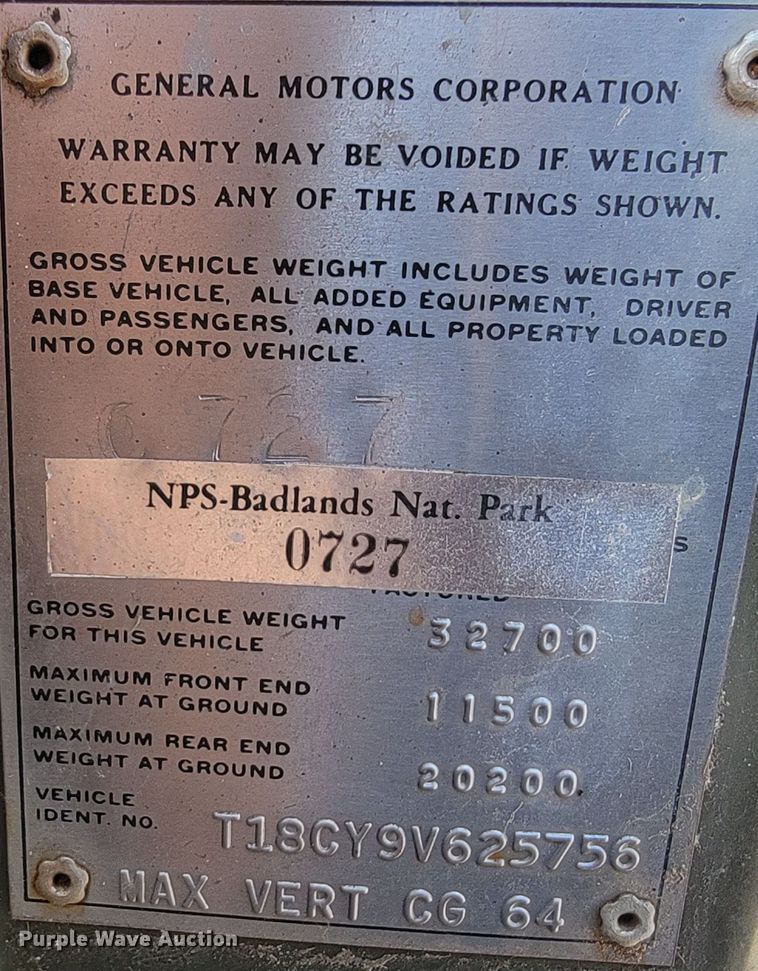 GENERAL MOTORS CORPORATION
WARRANTY MAY BE VOIDED IF WEIGHT
EXCEEDS ANY OF THE RATINGS SHOWN.
GROSS VEHICLE WEIGHT INCLUDES WEIGHT OF
BASE VEHICLE, ALL ADDED EQUIPMENT, DRIVER
AND PASSENGERS, AND ALL PROPERTY LOADED
INTO OR ONTO VEHICLE.
727
NPS-Badlands Nat. Park
0727
S
GROSS VEHICLE WEIGHT
FOR THIS VEHICLE 32700
MAXIMUM FRONT END
WEIGHT AT GROUND 11500
MAXIMUM REAR END
WEIGHT AT GROUND 20200
VEHICLE
IDENT. NO. T18CY9V625756
MAX VERT CG 64
Purple Wave Auction